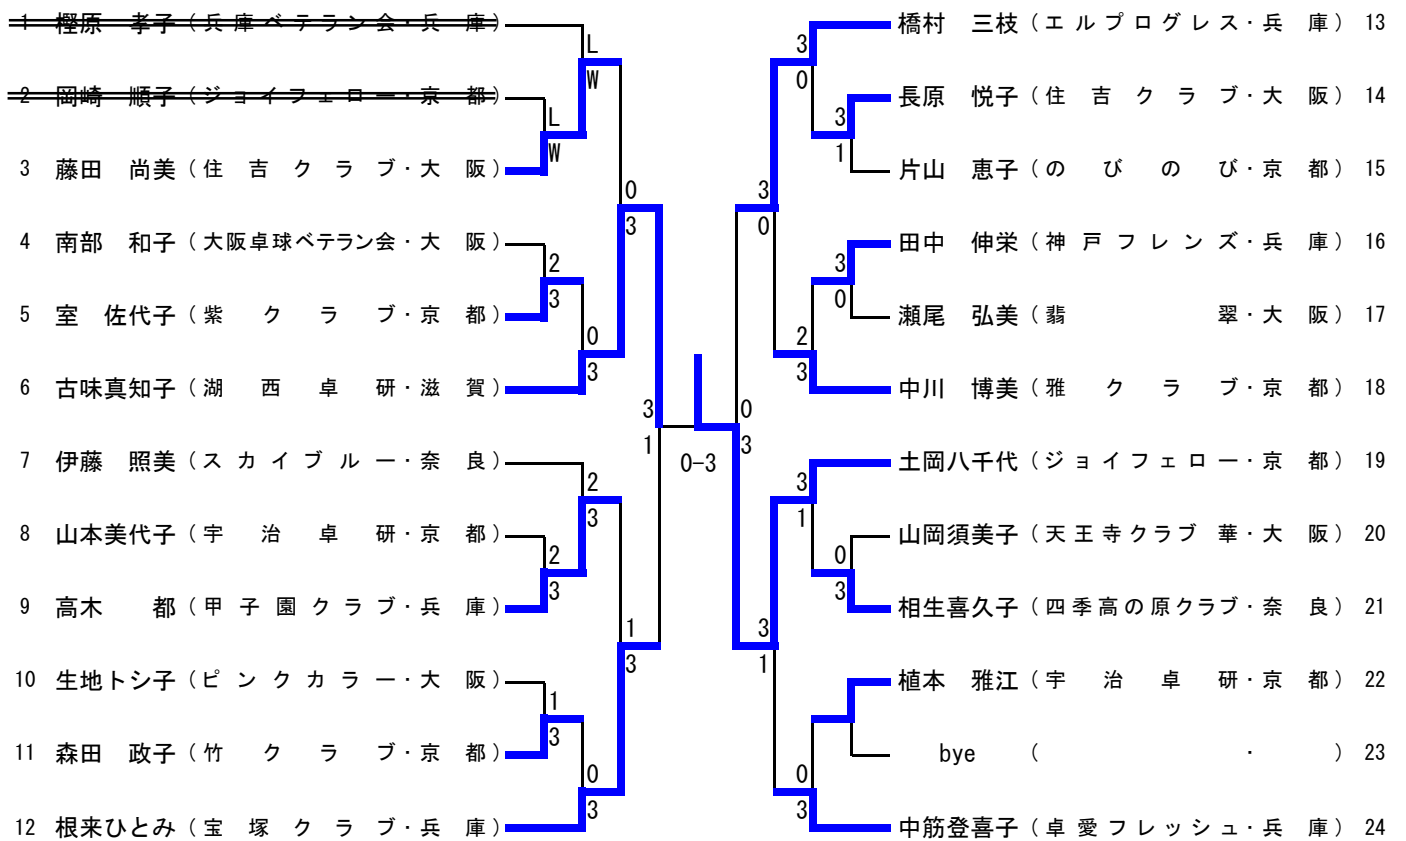 1 樫原 孝子 (兵庫ベテラン会・兵 庫)
2 岡崎 順子 (ジョイフェロー・京 都)
3 藤田 尚美 (住吉クラブ・大 阪)
4 南部 和子 (大阪卓球ベテラン会・大 阪)
5 室 佐代子 (紫クラブ・京 都)
6 古味真知子 (湖西卓研・滋 賀)
7 伊藤 照美 (スカイブルー・奈 良)
8 山本美代子 (宇治卓研・京 都)
9 高木 都 (甲子園クラブ・兵 庫)
10 生地トシ子 (ピンクカラー・大 阪)
11 森田 政子 (竹クラブ・京 都)
12 根来ひとみ (宝塚クラブ・兵 庫)
L
W
L
W
0
3
2
3
0
3
3
1
2
3
2
3
1
3
1
3
0
3
0-3
3
0
3
1
3
0
3
0
2
3
0
3
3
1
0
3
3
1
0
3
橋村 三枝 (エルプログレス・兵 庫) 13
長原 悦子 (住吉クラブ・大 阪) 14
片山 恵子 (のびのび・京 都) 15
田中 伸栄 (神戸フレンズ・兵 庫) 16
瀬尾 弘美 (翡翠・大 阪) 17
中川 博美 (雅クラブ・京 都) 18
土岡八千代 (ジョイフェロー・京 都) 19
山岡須美子 (天王寺クラブ 華・大 阪) 20
相生喜久子 (四季高の原クラブ・奈 良) 21
植本 雅江 (宇治卓研・京 都) 22
bye ( ・ ) 23
中筋登喜子 (卓愛フレッシュ・兵 庫) 24